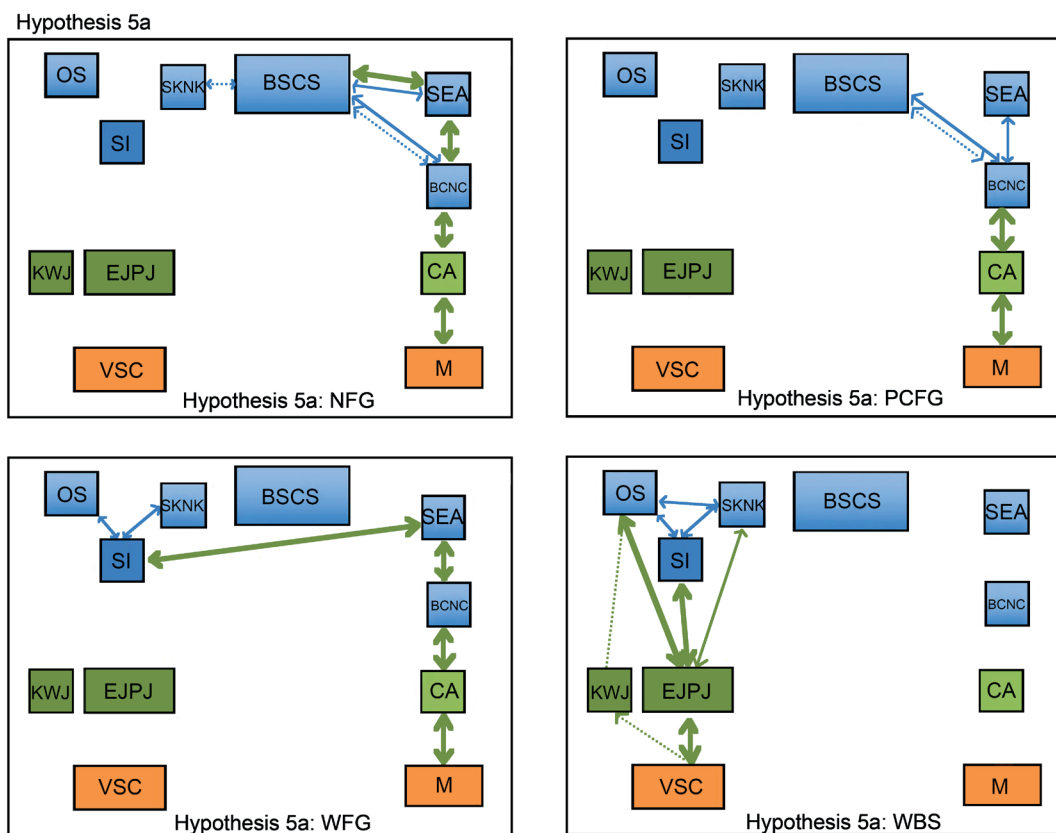 Hypothesis 5a
OS
SKNK
BSCS
SEA
SI
BCNC
KWJ
EJPJ
CA
VSC
M
Hypothesis 5a: NFG
OS
SKNK
BSCS
SEA
SI
BCNC
KWJ
EJPJ
CA
VSC
M
Hypothesis 5a: PCFG
OS
SKNK
BSCS
SEA
SI
BCNC
KWJ
EJPJ
CA
VSC
M
Hypothesis 5a: WFG
OS
SKNK
BSCS
SEA
SI
BCNC
KWJ
EJPJ
CA
VSC
M
Hypothesis 5a: WBS